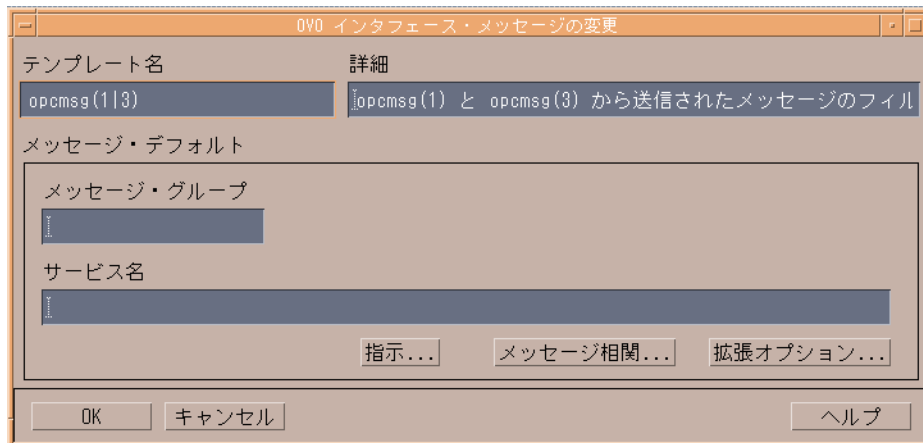 OVO インタフェース・メッセージの変更
テンプレート名
詳細
opcmsg(1|3)
opcmsg(1) と opcmsg(3) から送信されたメッセージのフィル
メッセージ・デフォルト
メッセージ・グループ
サービス名
指示...
メッセージ相関...
拡張オプション...
OK
キャンセル
ヘルプ